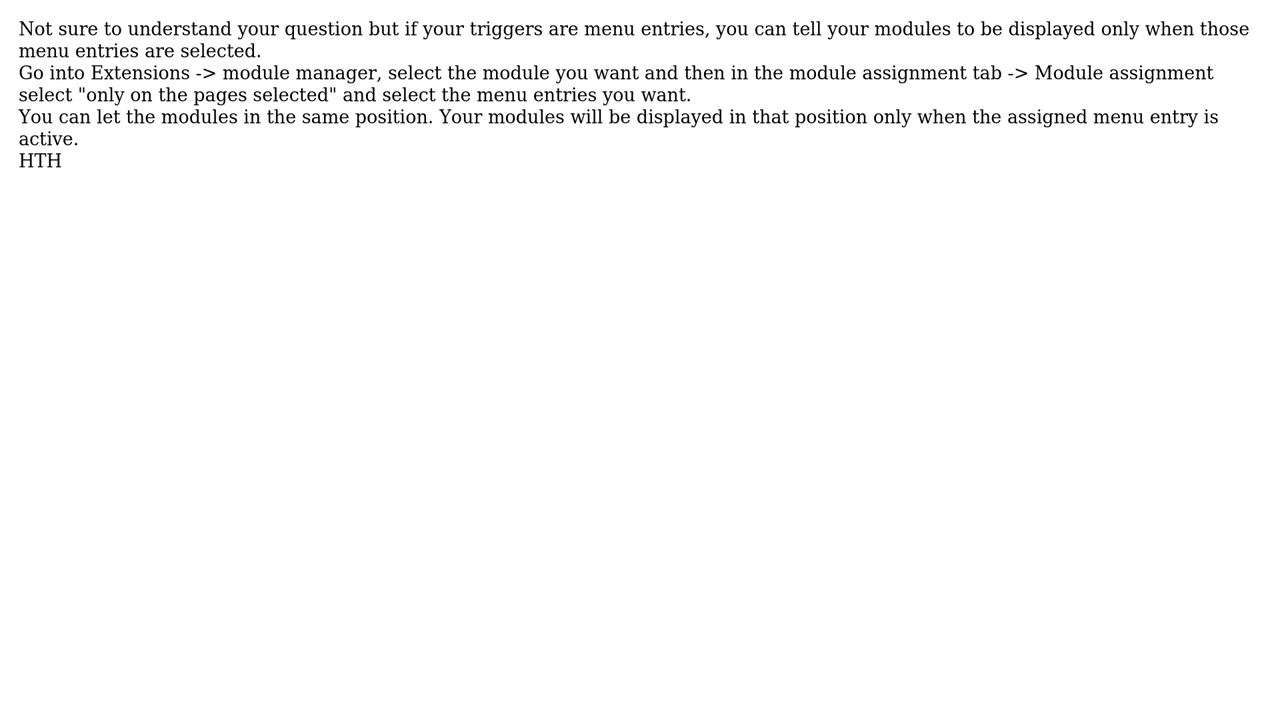 Not sure to understand your question but if your triggers are menu entries, you can tell your modules to be displayed only when those
menu entries are selected.
Go into Extensions -> module manager, select the module you want and then in the module assignment tab -> Module assignment
select "only on the pages selected" and select the menu entries you want.
You can let the modules in the same position. Your modules will be displayed in that position only when the assigned menu entry is
active.
HTH